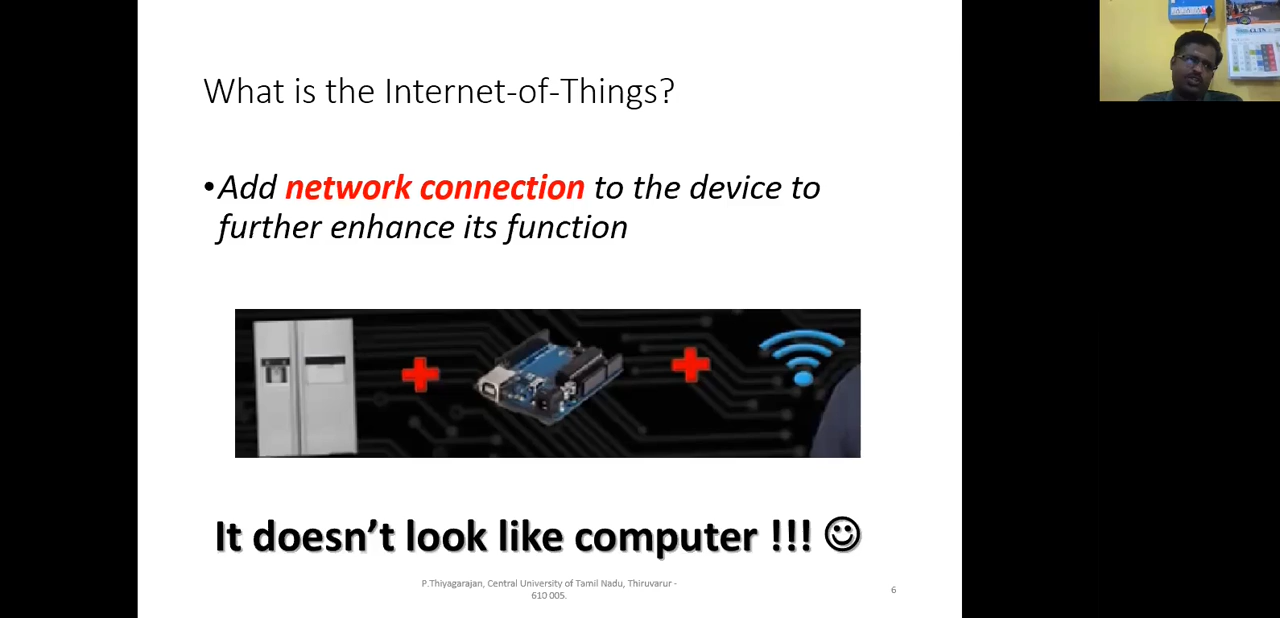 What is the Internet-of-Things?
•Add network connection to the device to
further enhance its function
It doesn't look like computer !!! ☺
P.Thiyagarajan, Central University of Tamil Nadu, Thiruvarur -
610 005.
6